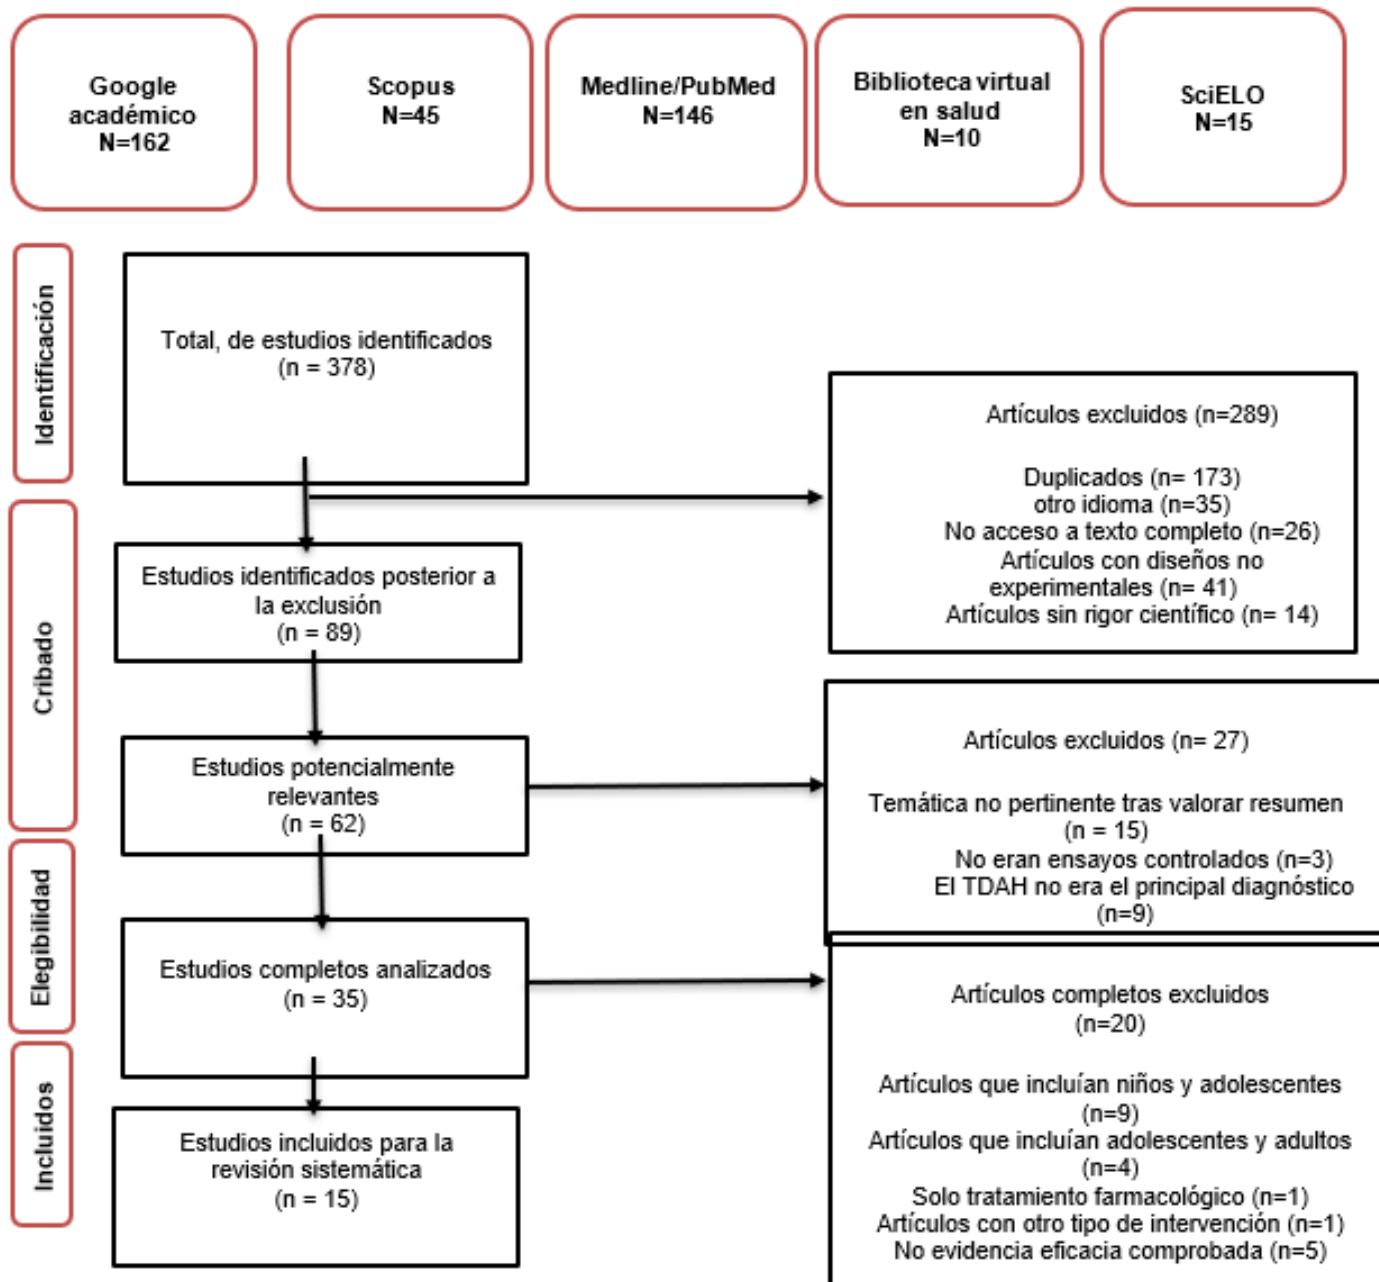 Google
académico
N=162
Scopus
N=45
Medline/PubMed
N=146
Biblioteca virtual
en salud
N=10
SciELO
N=15
Identificación
Total, de estudios identificados
(n = 378)
Artículos excluidos (n=289)
Duplicados (n= 173)
otro idioma (n=35)
No acceso a texto completo (n=26)
Artículos con diseños no
experimentales (n= 41)
Artículos sin rigor científico (n= 14)
Cribado
Estudios identificados posterior a
la exclusión
(n = 89)
Estudios potencialmente
relevantes
(n = 62)
Artículos excluidos (n= 27)
Temática no pertinente tras valorar resumen
(n = 15)
No eran ensayos controlados (n=3)
El TDAH no era el principal diagnóstico
(n=9)
Elegibilidad
Estudios completos analizados
(n = 35)
Artículos completos excluidos
(n=20)
Artículos que incluían niños y adolescentes
(n=9)
Artículos que incluían adolescentes y adultos
(n=4)
Solo tratamiento farmacológico (n=1)
Artículos con otro tipo de intervención (n=1)
No evidencia eficacia comprobada (n=5)
Incluidos
Estudios incluidos para la
revisión sistemática
(n = 15)